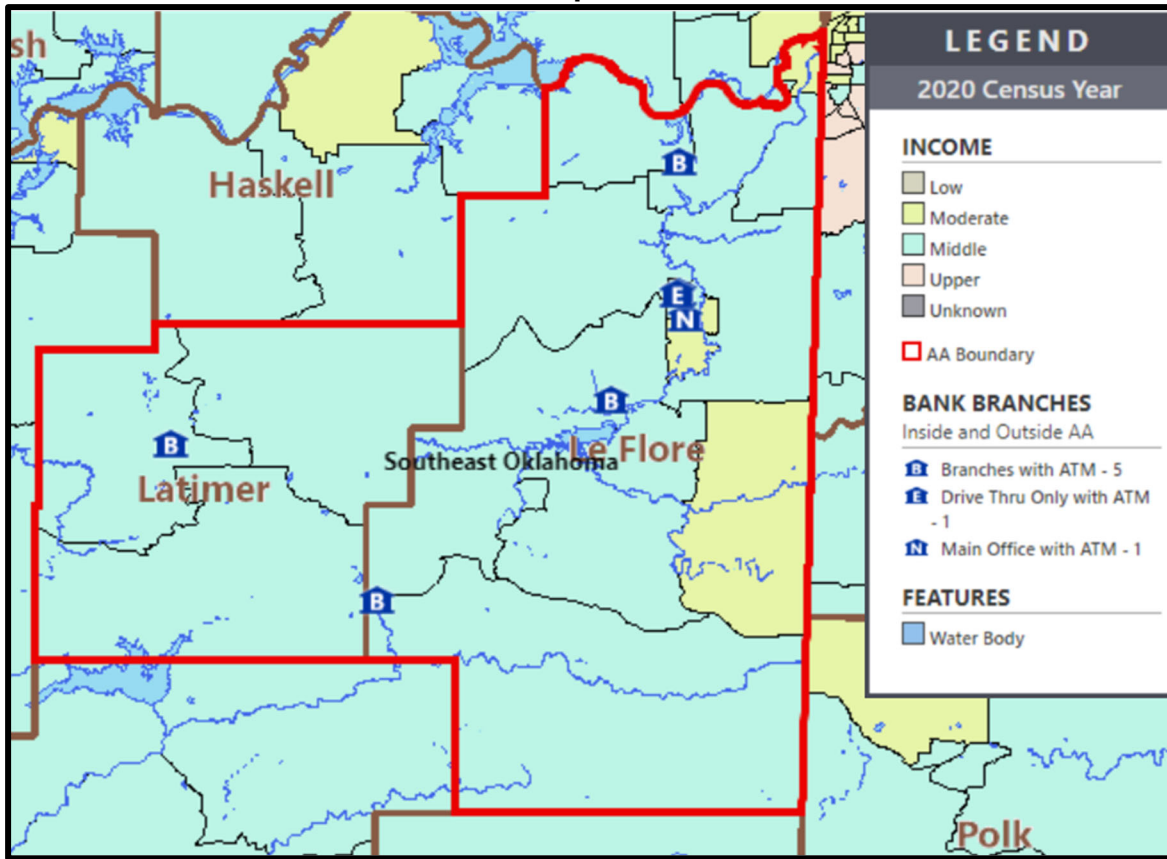 sh
Haskell
B
E
N
B
Le Flore
Southeast Oklahoma
B
Latimer
B
Polk
LEGEND
2020 Census Year
INCOME
Low
Moderate
Middle
Upper
Unknown
AA Boundary
BANK BRANCHES
Inside and Outside AA
B Branches with ATM - 5
E Drive Thru Only with ATM
- 1
N Main Office with ATM - 1
FEATURES
Water Body